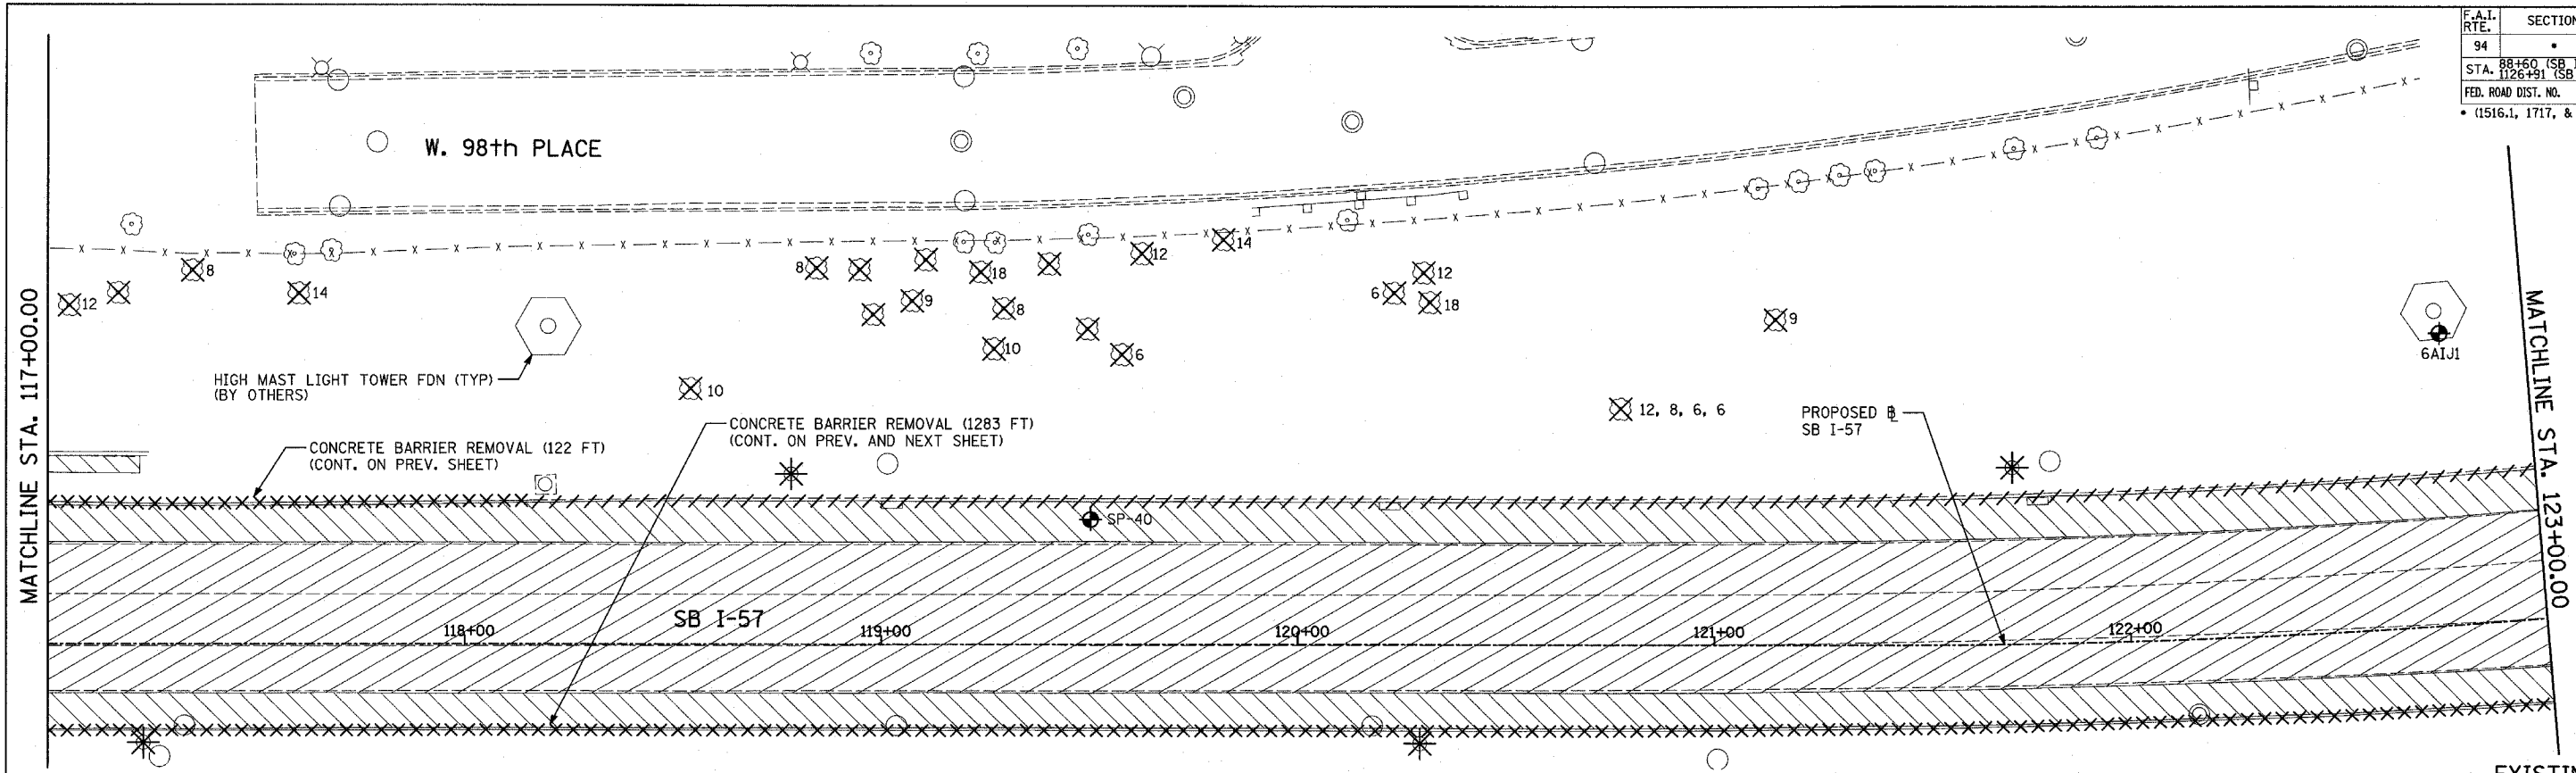 F.A.I.
RTE.
SECTION
94
•
STA. 88+60 (SB
1126+91 (SB
FED. ROAD DIST. NO.
• (1516.1, 1717, &
W. 98th PLACE
MATCHLINE STA. 117+00.00
12
8
14
8
9
18
8
10
12
6
14
6
12
18
9
10
12, 8, 6, 6
HIGH MAST LIGHT TOWER FDN (TYP)
(BY OTHERS)
CONCRETE BARRIER REMOVAL (122 FT)
(CONT. ON PREV. SHEET)
CONCRETE BARRIER REMOVAL (1283 FT)
(CONT. ON PREV. AND NEXT SHEET)
PROPOSED
SB I-57
6AIJ1
SP-40
MATCHLINE STA. 123+00.00
SB I-57
118+00
119+00
120+00
121+00
122+00